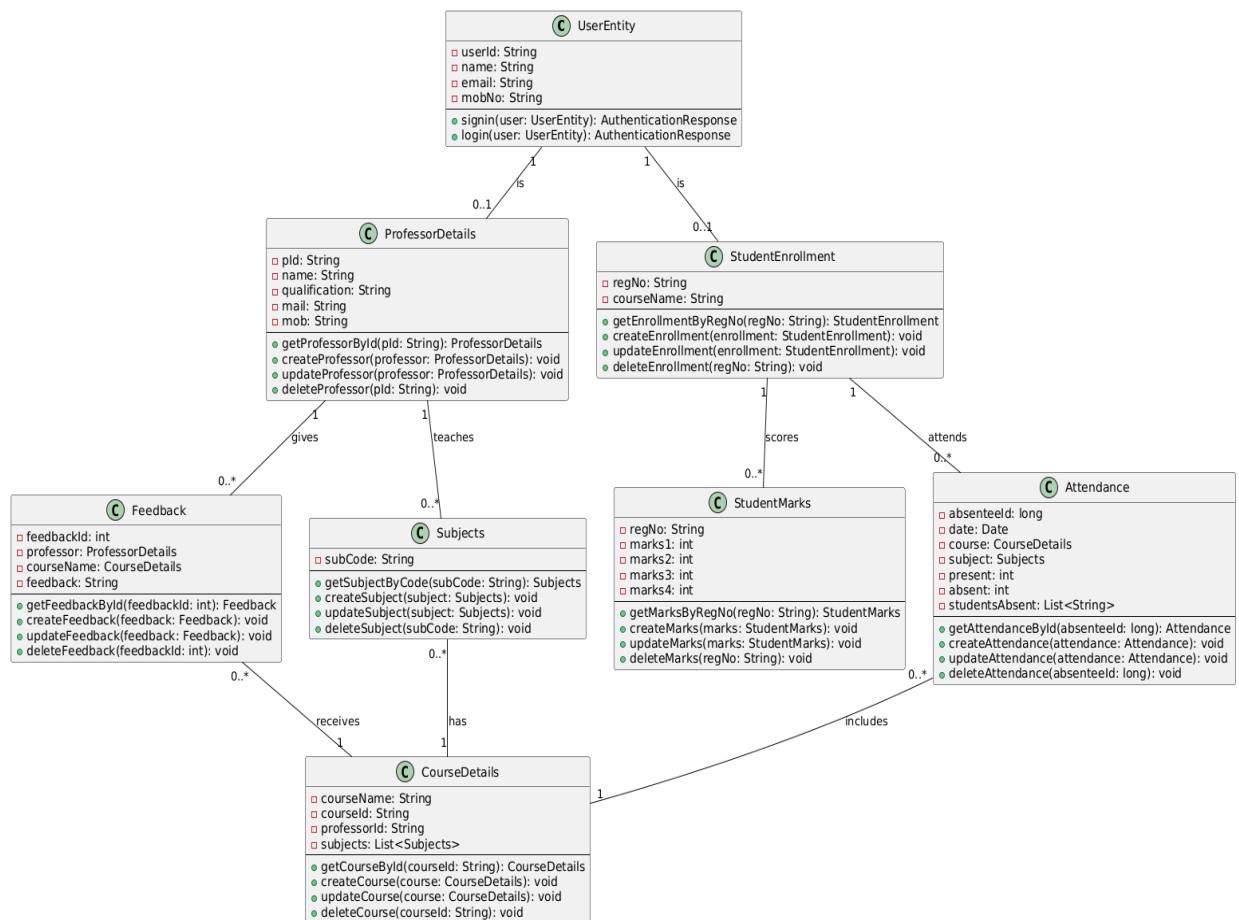 C UserEntity
userId: String
name: String
email: String
mobNo: String
signin(user: UserEntity): AuthenticationResponse
login(user: UserEntity): AuthenticationResponse
1
1
is
is
0..1
0..1
C ProfessorDetails
pId: String
name: String
qualification: String
mail: String
mob: String
getProfessorById(pId: String): ProfessorDetails
createProfessor(professor: ProfessorDetails): void
updateProfessor(professor: ProfessorDetails): void
deleteProfessor(pId: String): void
C StudentEnrollment
regNo: String
courseName: String
getEnrollmentByRegNo(regNo: String): StudentEnrollment
createEnrollment(enrollment: StudentEnrollment): void
updateEnrollment(enrollment: StudentEnrollment): void
deleteEnrollment(regNo: String): void
1
1
1
1
gives
teaches
scores
attends
0..*
0..*
0..*
0..*
C Feedback
feedbackId: int
professor: ProfessorDetails
courseName: CourseDetails
feedback: String
getFeedbackById(feedbackId: int): Feedback
createFeedback(feedback: Feedback): void
updateFeedback(feedback: Feedback): void
deleteFeedback(feedbackId: int): void
C Subjects
subCode: String
getSubjectByCode(subCode: String): Subjects
createSubject(subject: Subjects): void
updateSubject(subject: Subjects): void
deleteSubject(subCode: String): void
C StudentMarks
regNo: String
marks1: int
marks2: int
marks3: int
marks4: int
getMarksByRegNo(regNo: String): StudentMarks
createMarks(marks: StudentMarks): void
updateMarks(marks: StudentMarks): void
deleteMarks(regNo: String): void
C Attendance
absenteeId: long
date: Date
course: CourseDetails
subject: Subjects
present: int
absent: int
studentsAbsent: List<String>
getAttendanceById(absenteeId: long): Attendance
createAttendance(attendance: Attendance): void
updateAttendance(attendance: Attendance): void
deleteAttendance(absenteeId: long): void
0..*
0..*
0..*
receives
has
includes
1
1
1
C CourseDetails
courseName: String
courseId: String
professorId: String
subjects: List<Subjects>
getCourseById(courseId: String): CourseDetails
createCourse(course: CourseDetails): void
updateCourse(course: CourseDetails): void
deleteCourse(courseId: String): void